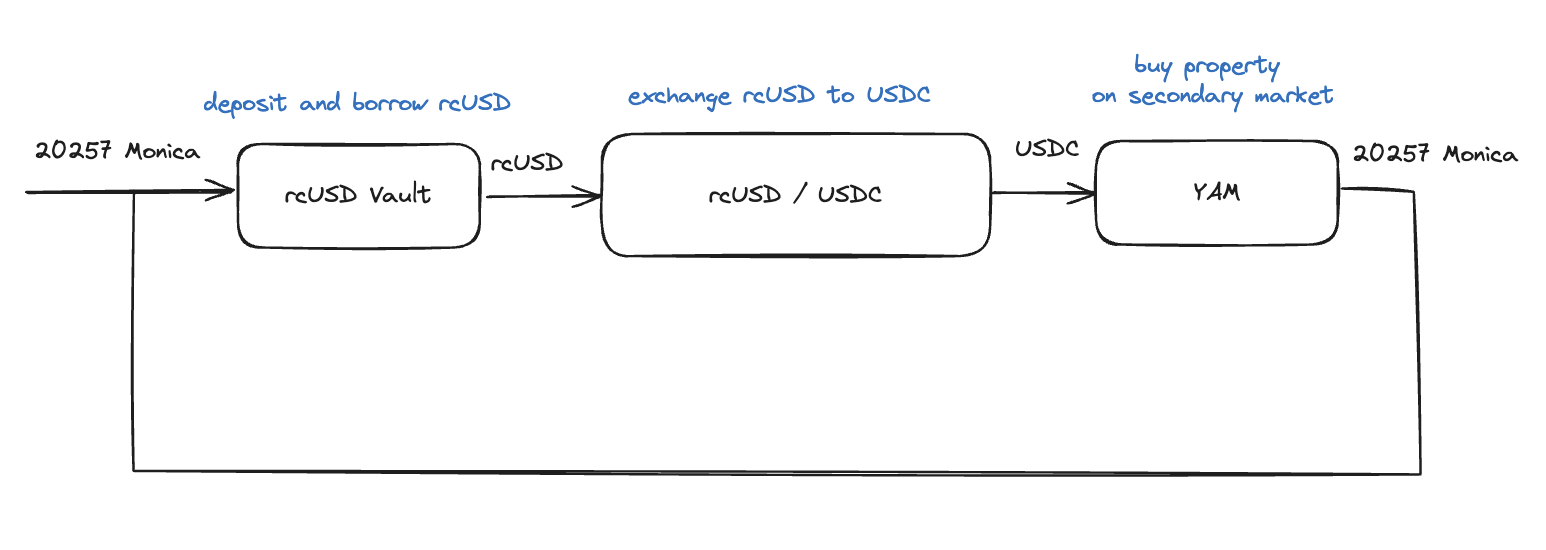 buy property
on secondary market
deposit and borrow rcUSD
exchange rcUSD to USDC
20257 Monica
rcUSD Vault
rcUSD
rcUSD / USDC
USDC
YAM
20257 Monica